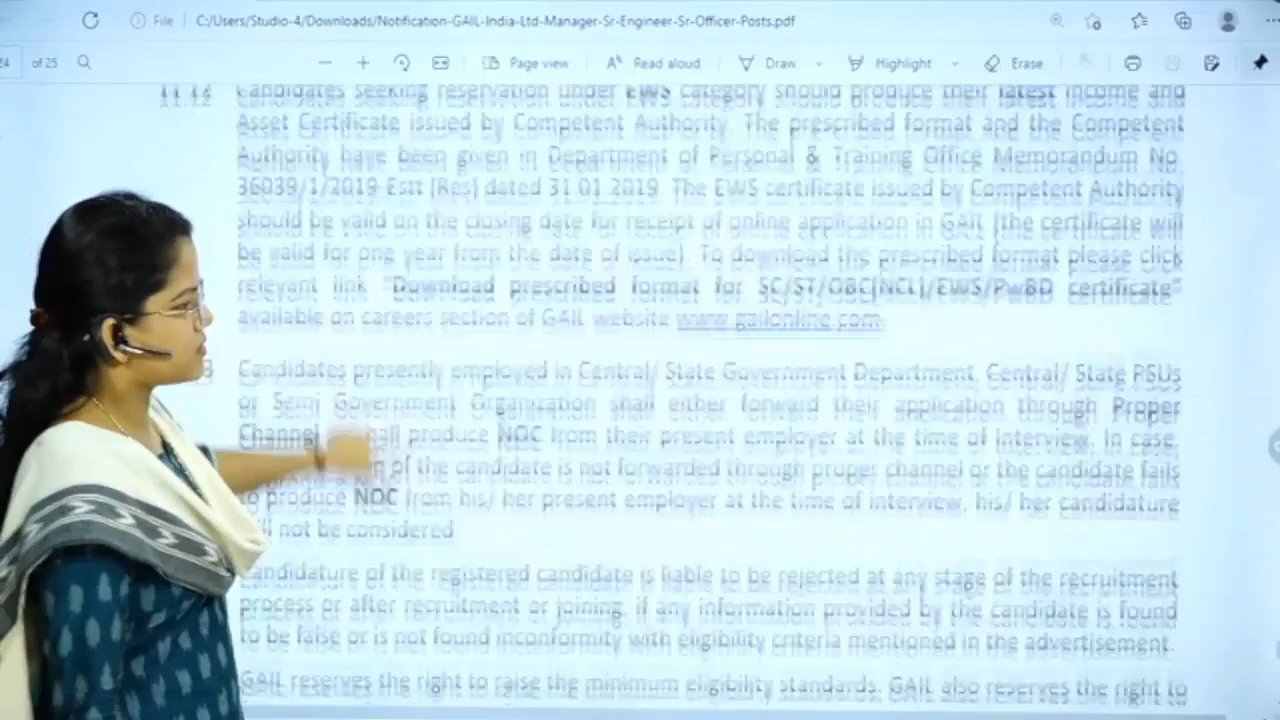 File C:/Users/Studio-4/Downloads/Notification-GAIL-India-Ltd-Manager-Sr-Engineer-Sr-Officer-Posts.pdf
24 of 25 Page view Read aloud Draw Highlight Erase
11.12 Candidates seeking reservation under EWS category should produce their latest Income and
Asset Certificate issued by Competent Authority. The prescribed format and the Competent
Authority have been given in Department of Personal & Training Office Memorandum No.
36039/1/2019 Estt (Res) dated 31.01.2019. The EWS certificate issued by Competent Authority
should be valid on the closing date for receipt of online application in GAIL (the certificate will
be valid for one year from the date of issue). To download the prescribed format please click
relevant link "Download prescribed format for SC/ST/OBC(NCL)/EWS/PwBD certificate"
available on careers section of GAIL website www.gailonline.com.
3 Candidates presently employed in Central/ State Government Department, Central/ State PSUs
or Semi Government Organization shall either forward their application through Proper
Channel produce NOC from their present employer at the time of interview. In case,
of the candidate is not forwarded through proper channel or the candidate fails
to produce NOC from his/ her present employer at the time of interview, his/ her candidature
not be considered
candidature of the registered candidate is liable to be rejected at any stage of the recruitment
process or after recruitment or joining, if any information provided by the candidate is found
to be false or is not found inconformity with eligibility criteria mentioned in the advertisement.
GAIL reserves the right to raise the minimum eligibility standards. GAIL also reserves the right to